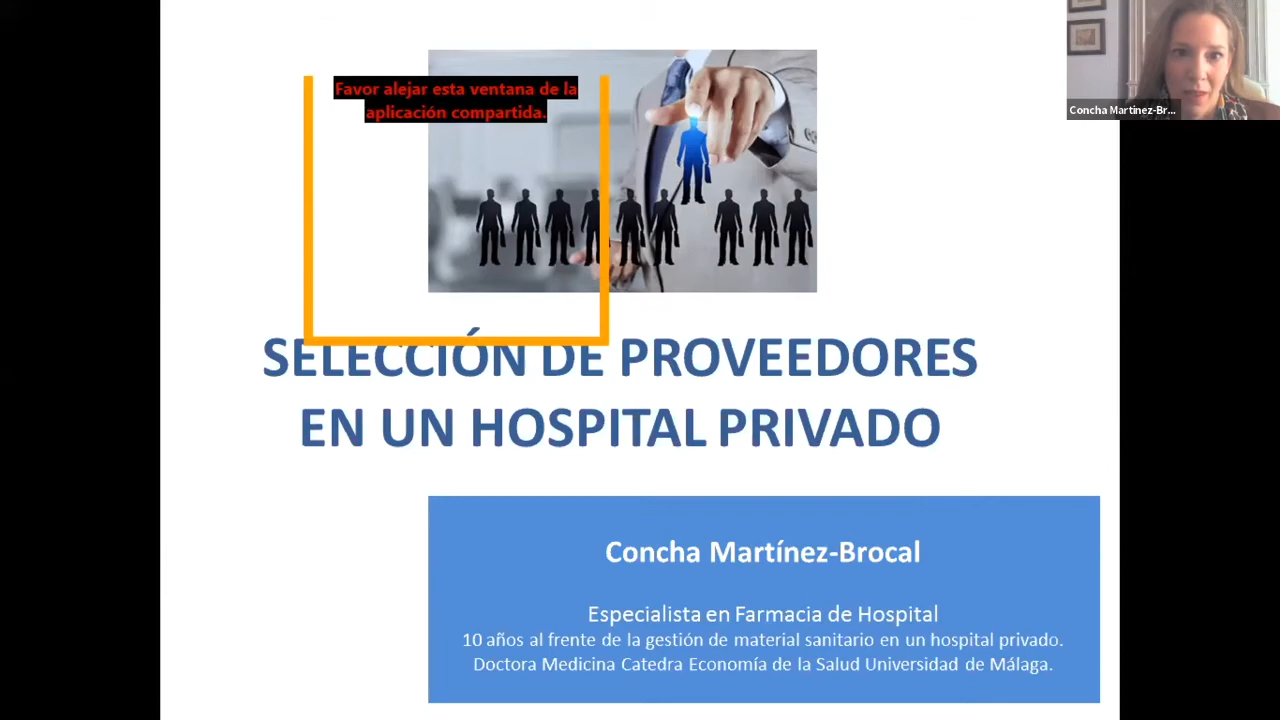 Favor alejar esta ventana de la
aplicación compartida.
Concha Martínez-Br...
SELECCIÓN DE PROVEEDORES
EN UN HOSPITAL PRIVADO
Concha Martínez-Brocal
Especialista en Farmacia de Hospital
10 años al frente de la gestión de material sanitario en un hospital privado.
Doctora Medicina Catedra Economía de la Salud Universidad de Málaga.